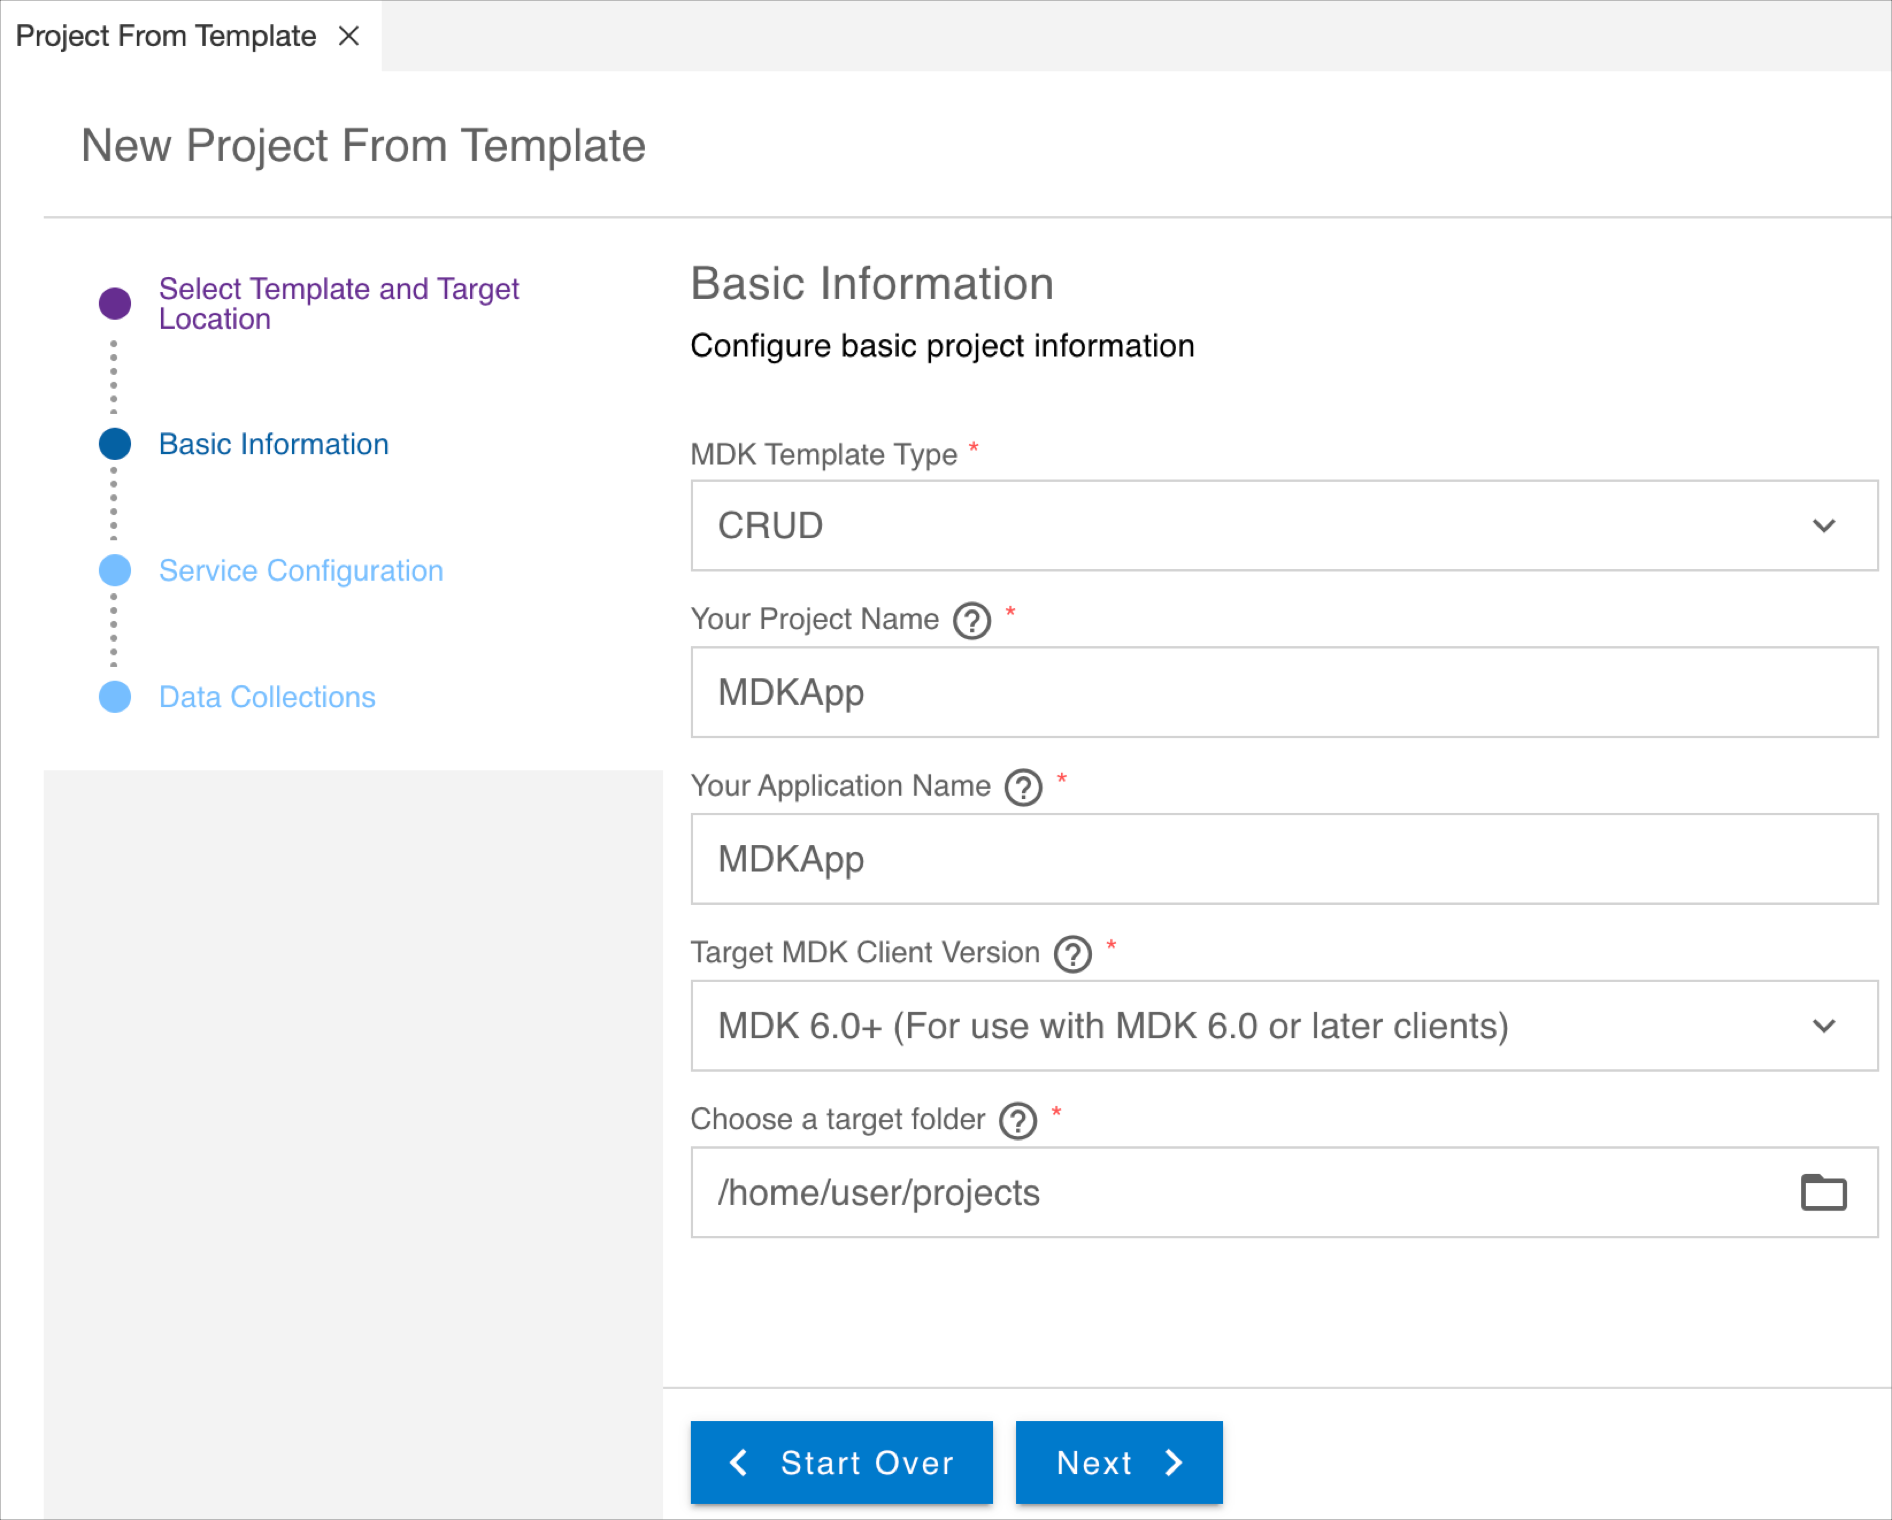 Project From Template
New Project From Template
Select Template and Target
Location
Basic Information
Service Configuration
Data Collections
Basic Information
Configure basic project information
MDK Template Type *
CRUD
Your Project Name ? *
MDKApp
Your Application Name ? *
MDKApp
Target MDK Client Version ? *
MDK 6.0+ (For use with MDK 6.0 or later clients)
Choose a target folder ? *
/home/user/projects
Start Over
Next